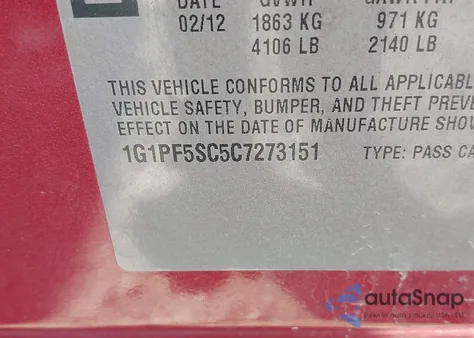 DATE GVWR GAWR FRT
02/12 1863 KG 971 KG
4106 LB 2140 LB
THIS VEHICLE CONFORMS TO ALL APPLICABL
VEHICLE SAFETY, BUMPER, AND THEFT PREVE
EFFECT ON THE DATE OF MANUFACTURE SHOW
1G1PF5SC5C7273151 TYPE: PASS CA
autoSnap